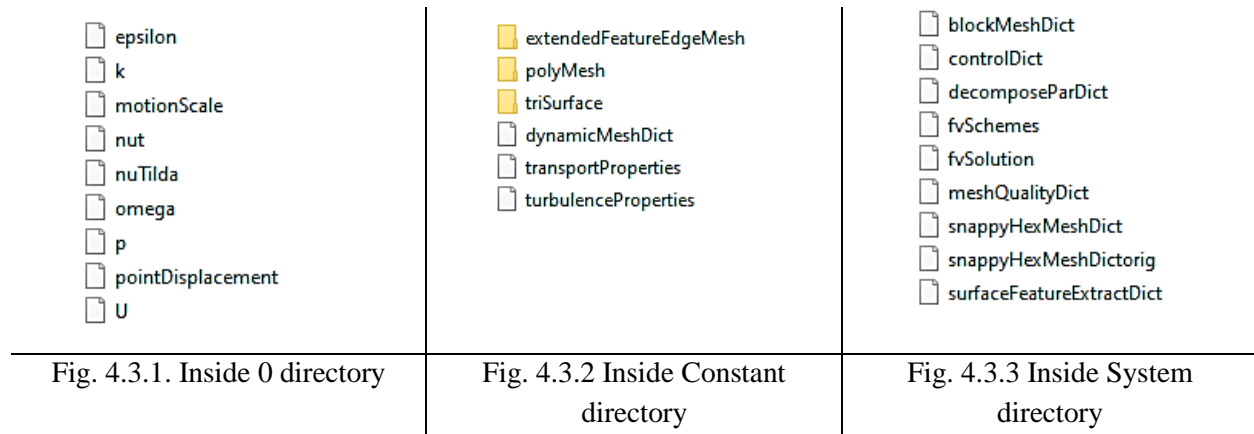 epsilon
k
motionScale
nut
nuTilda
omega
p
pointDisplacement
U
Fig. 4.3.1. Inside 0 directory
extendedFeatureEdgeMesh
polyMesh
triSurface
dynamicMeshDict
transportProperties
turbulenceProperties
Fig. 4.3.2 Inside Constant
directory
blockMeshDict
controlDict
decomposeParDict
fvSchemes
fvSolution
meshQualityDict
snappyHexMeshDict
snappyHexMeshDictorig
surfaceFeatureExtractDict
Fig. 4.3.3 Inside System
directory